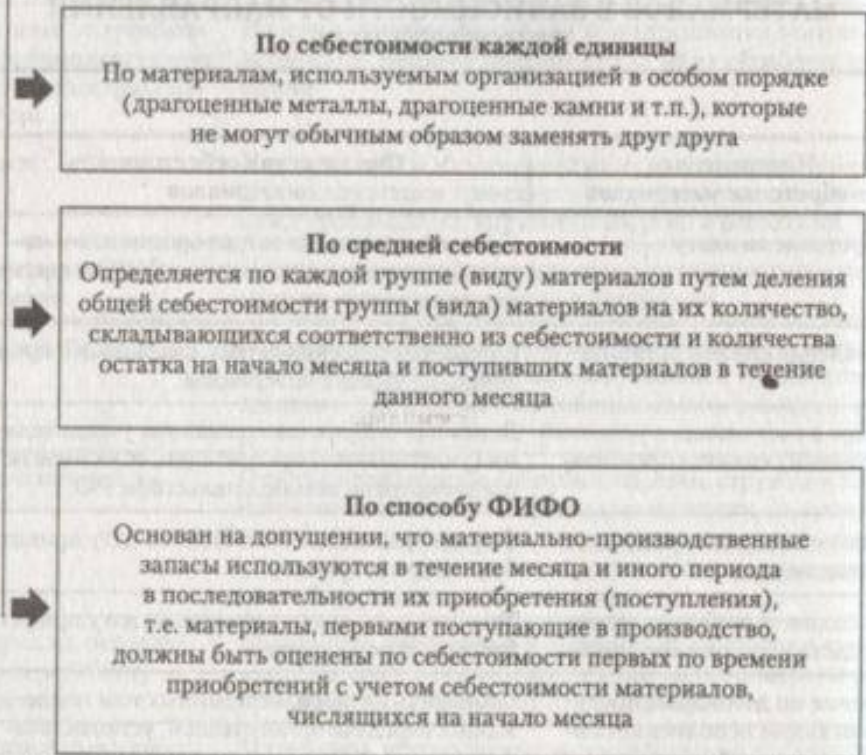 По себестоимости каждой единицы
По материалам, используемым организацией в особом порядке
(драгоценные металлы, драгоценные камни и т.п.), которые
не могут обычным образом заменять друг друга
По средней себестоимости
Определяется по каждой группе (виду) материалов путем деления
общей себестоимости группы (вида) материалов на их количество,
складывающихся соответственно из себестоимости и количества
остатка на начало месяца и поступивших материалов в течение
данного месяца
По способу ФИФО
Основан на допущении, что материально-производственные
запасы используются в течение месяца и иного периода
в последовательности их приобретения (поступления),
т.е. материалы, первыми поступающие в производство,
должны быть оценены по себестоимости первых по времени
приобретений с учетом себестоимости материалов,
числящихся на начало месяца